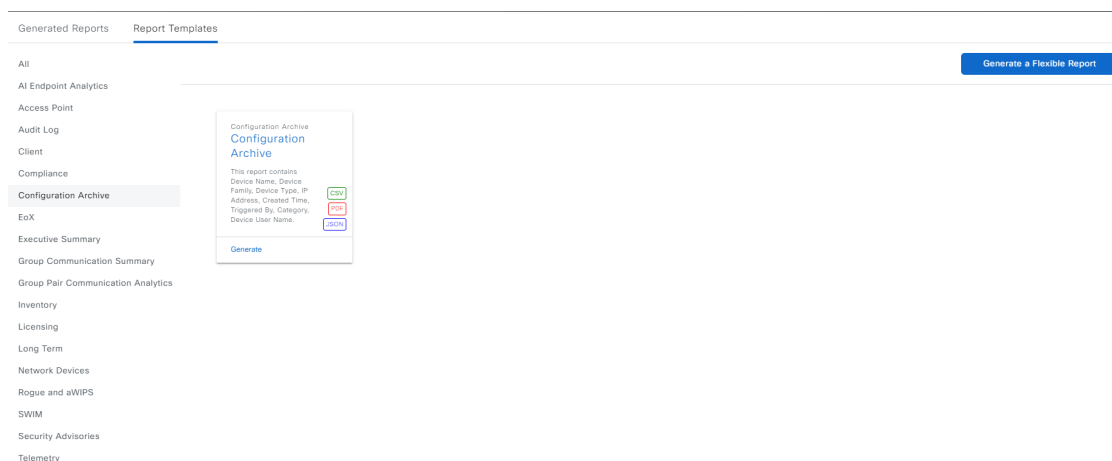 Generated Reports
Report Templates
All
AI Endpoint Analytics
Access Point
Audit Log
Client
Compliance
Configuration Archive
EoX
Executive Summary
Group Communication Summary
Group Pair Communication Analytics
Inventory
Licensing
Long Term
Network Devices
Rogue and aWIPS
SWIM
Security Advisories
Telemetry
Generate a Flexible Report
Configuration Archive
Configuration
Archive
This report contains
Device Name, Device
Family, Device Type, IP
Address, Created Time,
Triggered By, Category,
Device User Name.
CSV
PDF
JSON
Generate